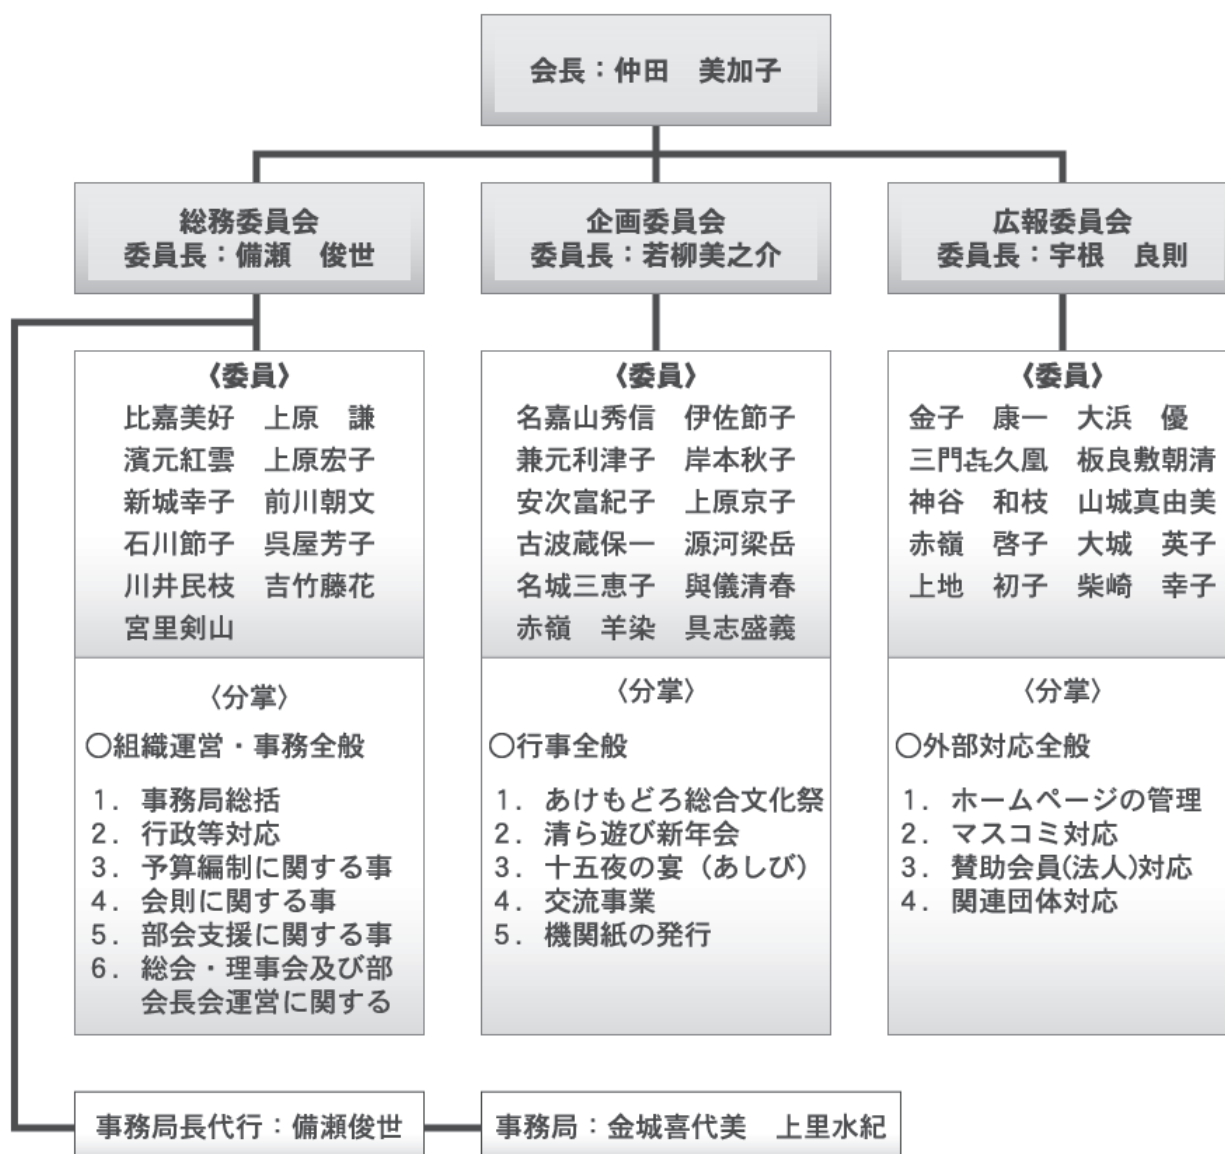 会長：仲田　美加子
総務委員会
委員長：備瀬　俊世
企画委員会
委員長：若柳美之介
広報委員会
委員長：宇根　良則
《委員》
比嘉美好　上原　謙
濱元紅雲　上原宏子
新城幸子　前川朝文
石川節子　呉屋芳子
川井民枝　吉竹藤花
宮里剣山
〈分掌〉
〇組織運営・事務全般
1．事務局総括
2．行政等対応
3．予算編制に関する事
4．会則に関する事
5．部会支援に関する事
6．総会・理事会及び部
会長会運営に関する
《委員》
名嘉山秀信　伊佐節子
兼元利津子　岸本秋子
安次富紀子　上原京子
古波蔵保一　源河梁岳
名城三恵子　與儀清春
赤嶺　羊染　具志盛義
〈分掌〉
〇行事全般
1．あけもどろ総合文化祭
2．清ら遊び新年会
3．十五夜の宴（あしび）
4．交流事業
5．機関紙の発行
《委員》
金子　康一　大浜　優
三門㐂久凰　板良敷朝清
神谷　和枝　山城真由美
赤嶺　啓子　大城　英子
上地　初子　柴崎　幸子
〈分掌〉
〇外部対応全般
1．ホームページの管理
2．マスコミ対応
3．賛助会員(法人)対応
4．関連団体対応
事務局長代行：備瀬俊世
事務局：金城喜代美　上里水紀